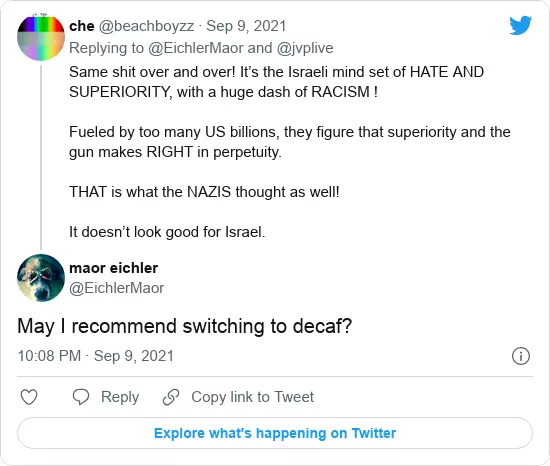 che @beachboyzz · Sep 9, 2021
Replying to @EichlerMaor and @jvplive
Same shit over and over! It’s the Israeli mind set of HATE AND
SUPERIORITY, with a huge dash of RACISM !
Fueled by too many US billions, they figure that superiority and the
gun makes RIGHT in perpetuity.
THAT is what the NAZIS thought as well!
It doesn’t look good for Israel.
maor eichler
@EichlerMaor
May I recommend switching to decaf?
10:08 PM · Sep 9, 2021
Reply
Copy link to Tweet
Explore what's happening on Twitter